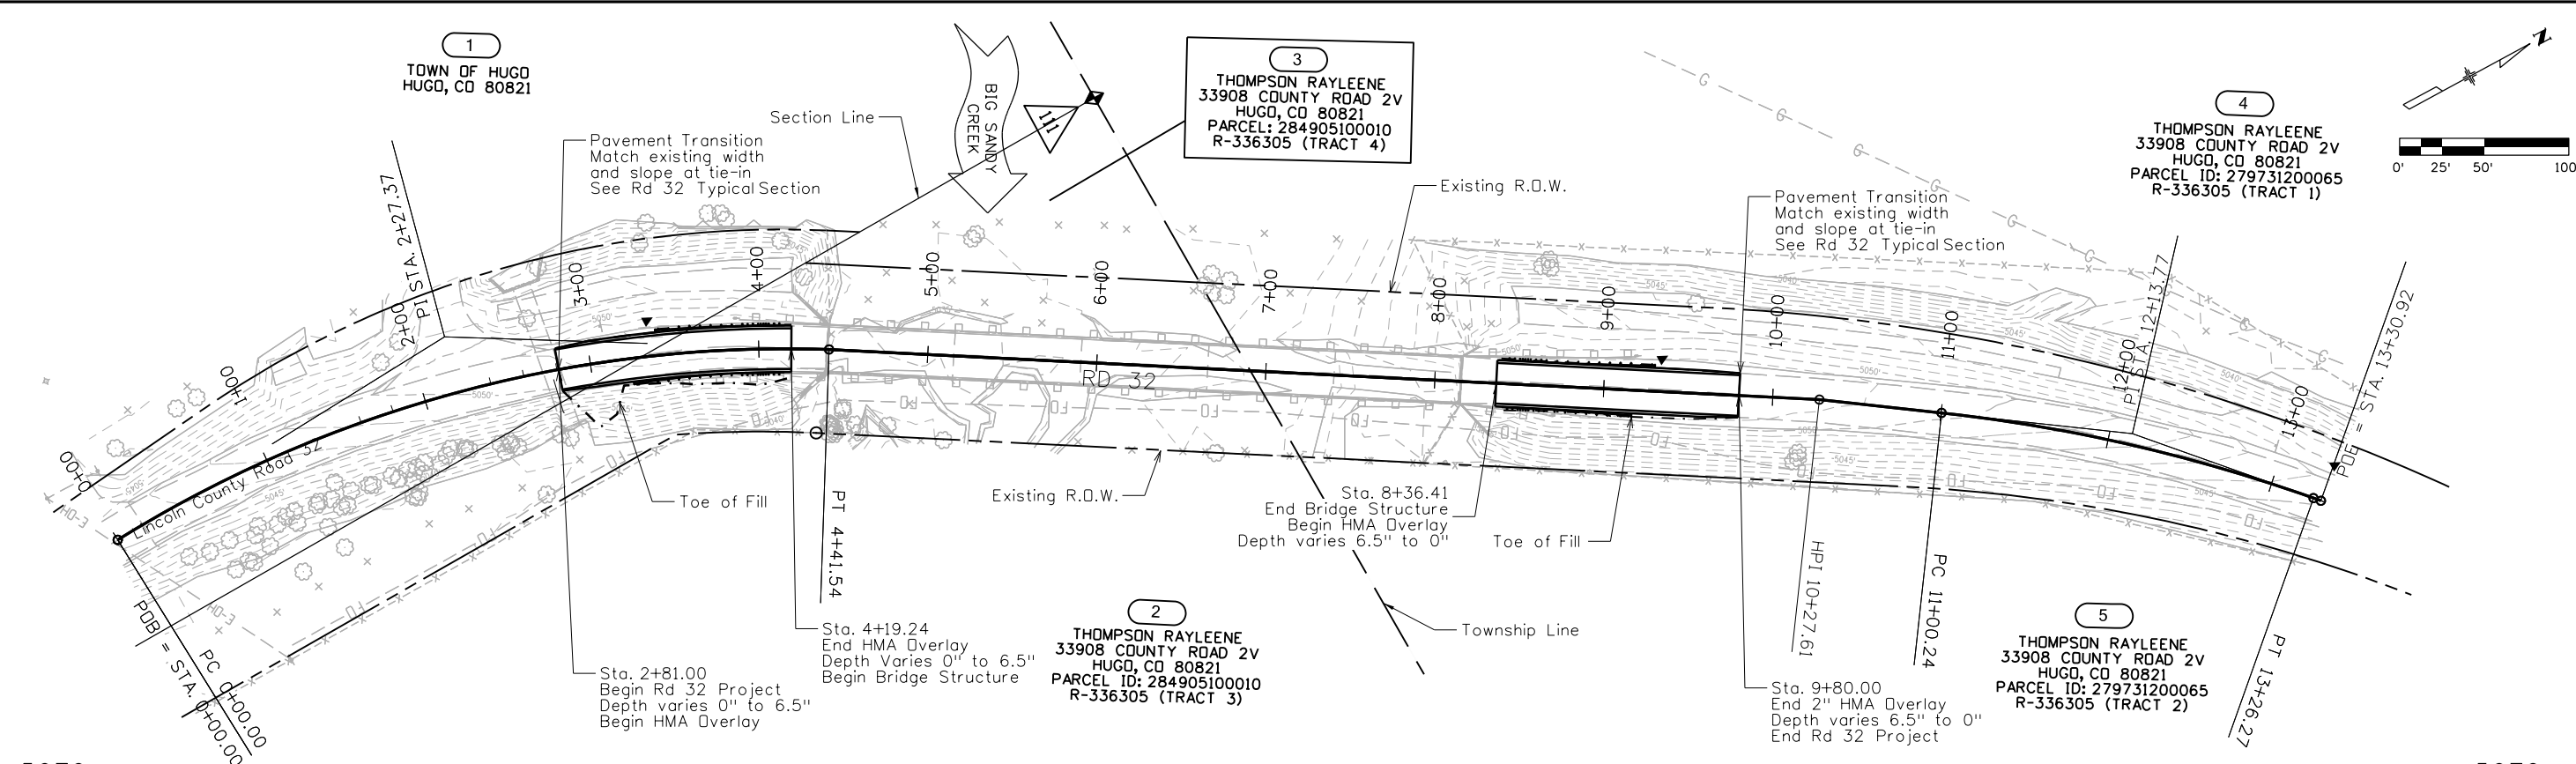 1
TOWN OF HUGO
HUGO, CO 80821
Section Line
BIG SANDY
CREEK
3
THOMPSON RAYLEENE
33908 COUNTY ROAD 2V
HUGO, CO 80821
PARCEL: 284905100010
R-336305 (TRACT 4)
N
0' 25' 50' 100
4
THOMPSON RAYLEENE
33908 COUNTY ROAD 2V
HUGO, CO 80821
PARCEL ID: 279731200065
R-336305 (TRACT 1)
Pavement Transition
Match existing width
and slope at tie-in
See Rd 32 Typical Section
Existing R.O.W.
Pavement Transition
Match existing width
and slope at tie-in
See Rd 32 Typical Section
PI STA. 2+27.37
PI STA. 12+13.77
POE = STA. 13+30.92
0+00
1+00
2+00
3+00
4+00
5+00
6+00
7+00
8+00
9+00
10+00
11+00
12+00
13+00
Lincoln County Road 32
RD 32
Toe of Fill
PT 4+41.54
Existing R.O.W.
Sta. 8+36.41
End Bridge Structure
Begin HMA Overlay
Depth varies 6.5" to 0"
Toe of Fill
HPI 10+27.61
PC 11+00.24
PT 13+26.27
POB = STA. 0+00.00
PC 0+00.00
Sta. 2+81.00
Begin Rd 32 Project
Depth varies 0" to 6.5"
Begin HMA Overlay
Sta. 4+19.24
End HMA Overlay
Depth Varies 0" to 6.5"
Begin Bridge Structure
2
THOMPSON RAYLEENE
33908 COUNTY ROAD 2V
HUGO, CO 80821
PARCEL ID: 284905100010
R-336305 (TRACT 3)
Township Line
Sta. 9+80.00
End 2" HMA Overlay
Depth varies 6.5" to 0"
End Rd 32 Project
5
THOMPSON RAYLEENE
33908 COUNTY ROAD 2V
HUGO, CO 80821
PARCEL ID: 279731200065
R-336305 (TRACT 2)